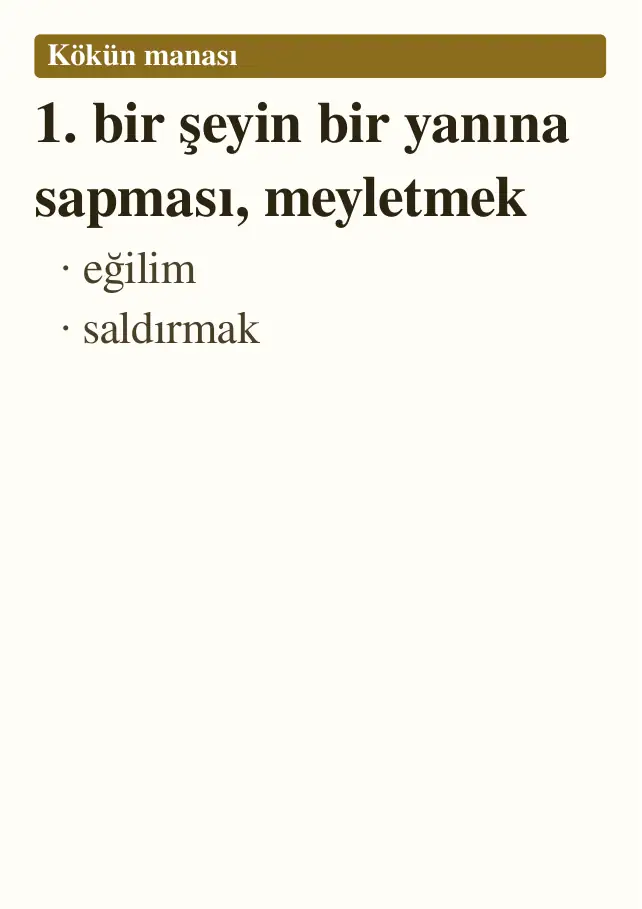 Kökün manası
1. bir şeyin bir yanına
sapması, meyletmek
· eğilim
· saldırmak